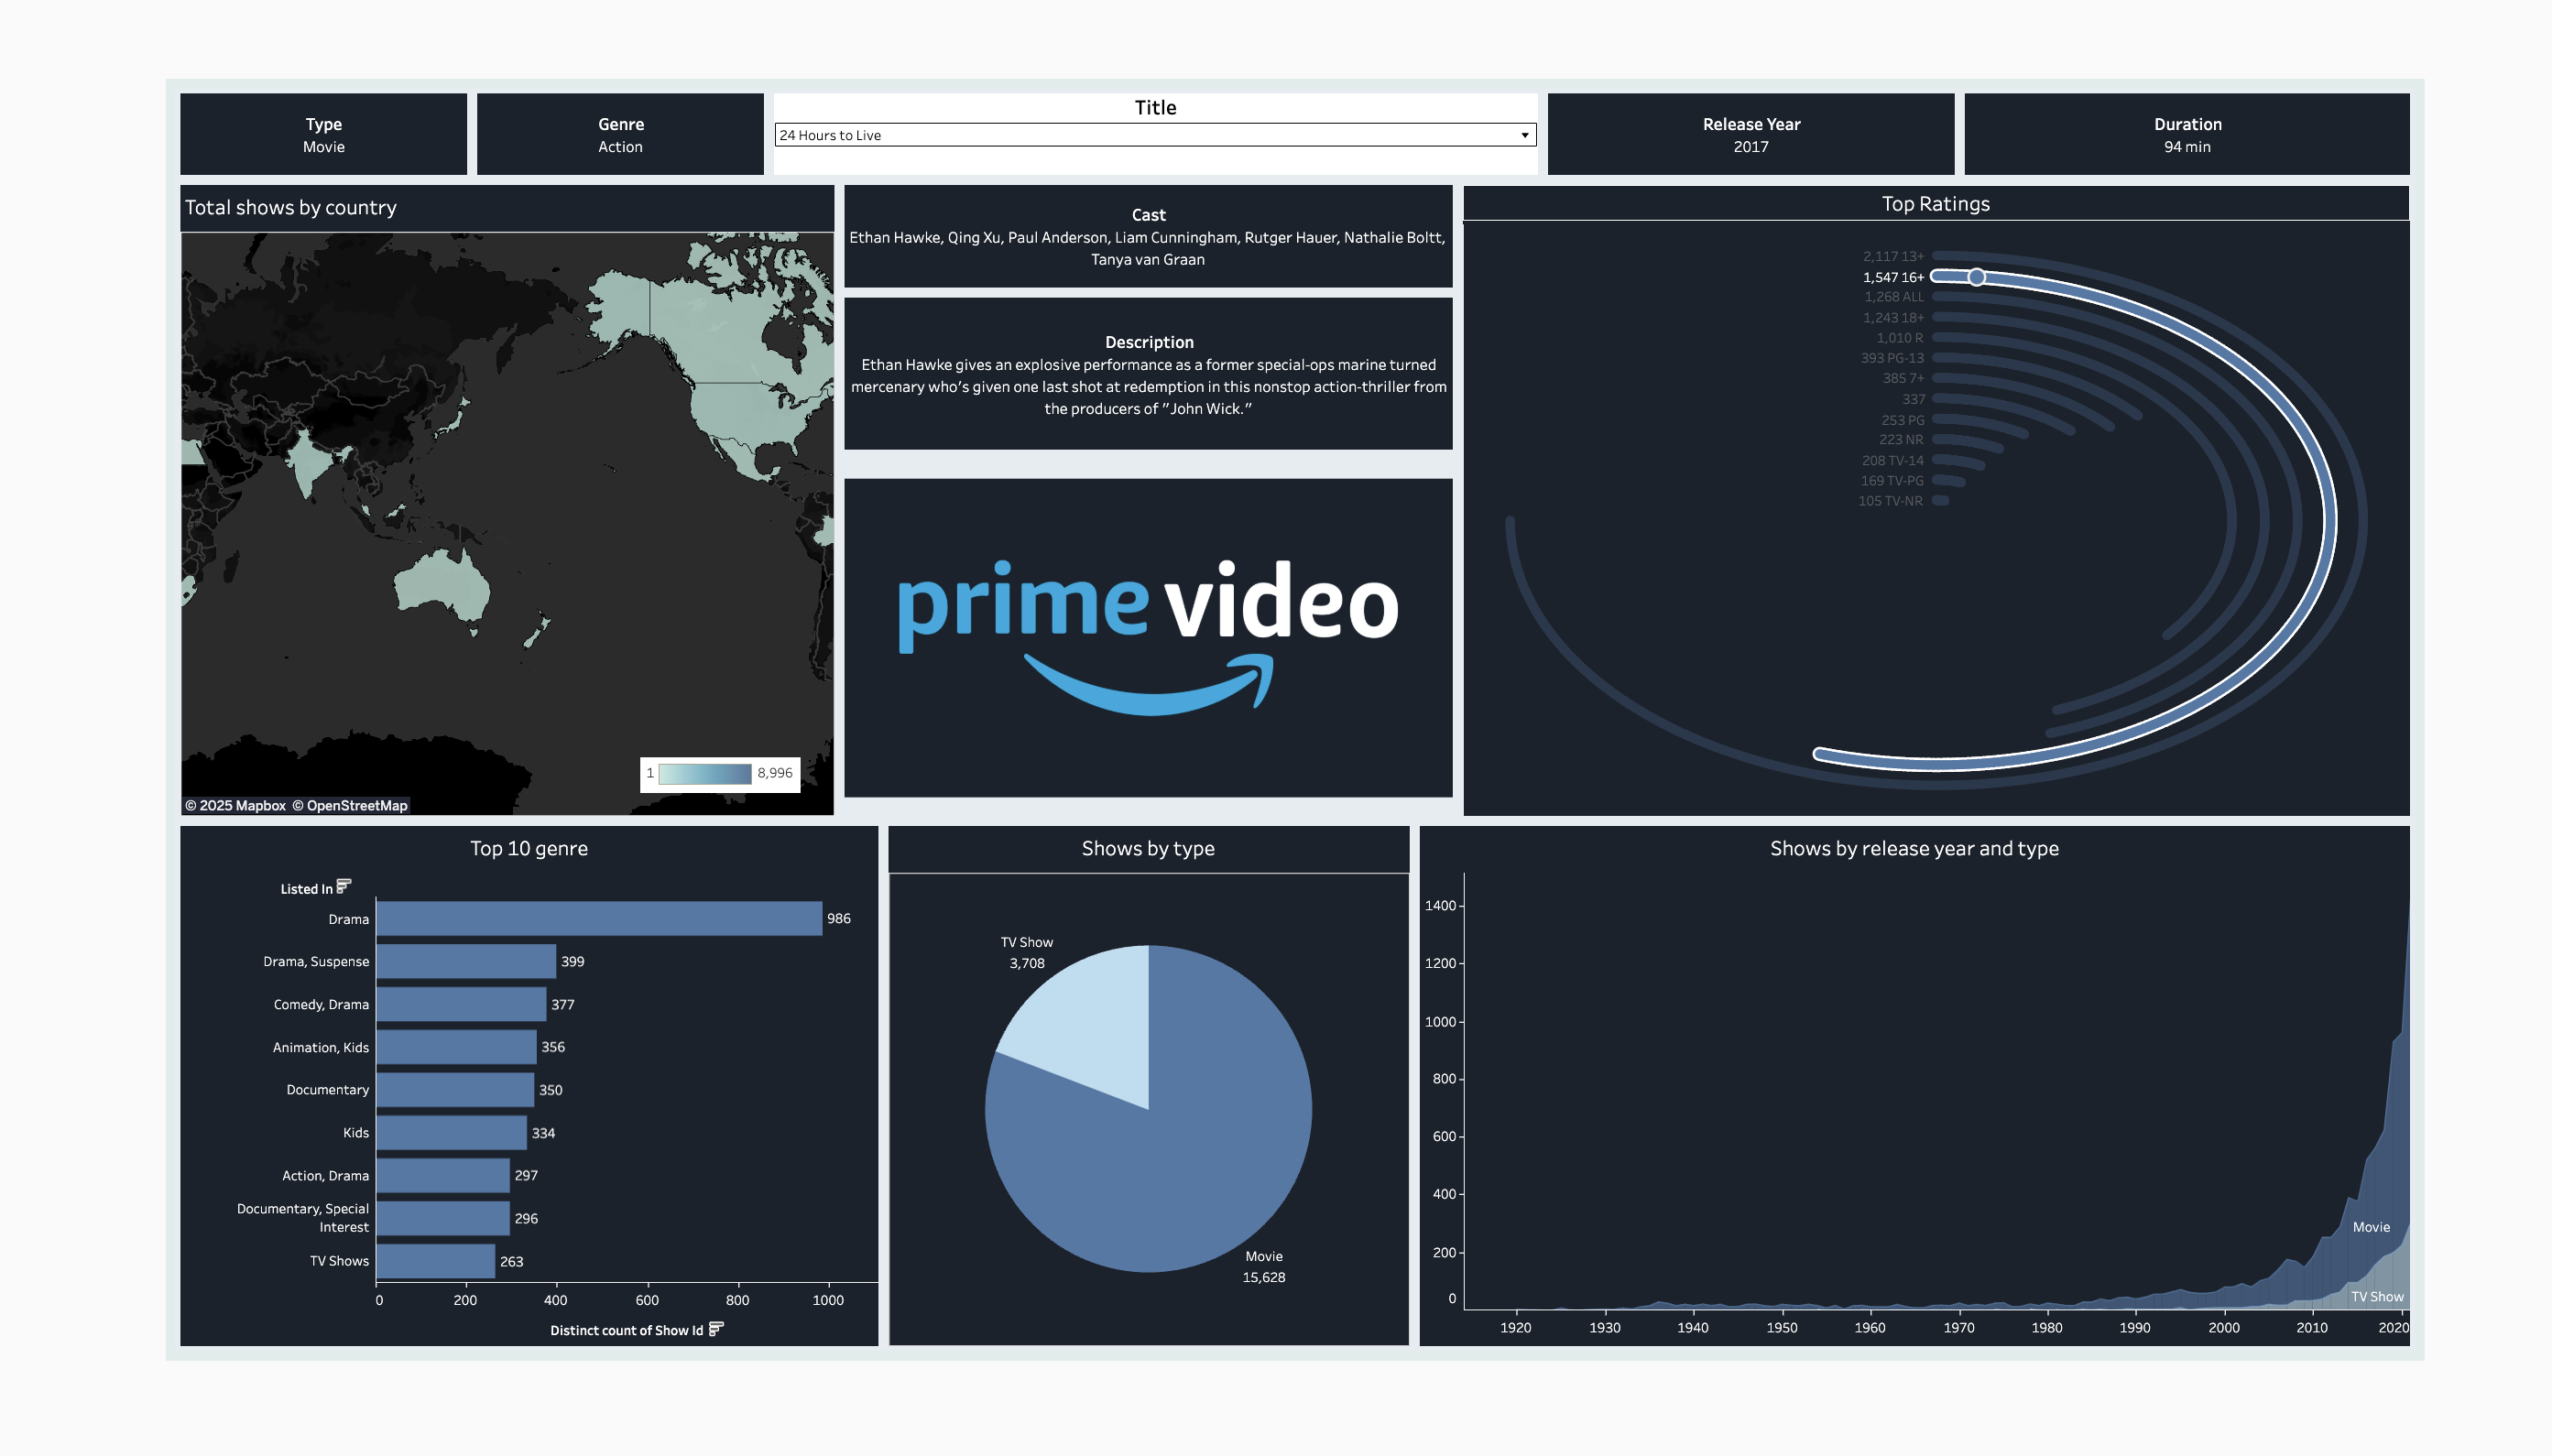 Type
Movie
Genre
Action
Title
24 Hours to Live
Release Year
2017
Duration
94 min
Total shows by country
1
8,996
© 2025 Mapbox © OpenStreetMap
Cast
Ethan Hawke, Qing Xu, Paul Anderson, Liam Cunningham, Rutger Hauer, Nathalie Boltt,
Tanya van Graan
Description
Ethan Hawke gives an explosive performance as a former special-ops marine turned
mercenary who's given one last shot at redemption in this nonstop action-thriller from
the producers of "John Wick."
prime video
Top Ratings
2,117 13+
1,547 16+
1,268 ALL
1,243 18+
1,010 R
393 PG-13
385 7+
337
253 PG
223 NR
208 TV-14
169 TV-PG
105 TV-NR
Top 10 genre
Listed In
Drama
986
Drama, Suspense
399
Comedy, Drama
377
Animation, Kids
356
Documentary
350
Kids
334
Action, Drama
297
Documentary, Special
Interest
296
TV Shows
263
0 200 400 600 800 1000
Distinct count of Show Id
Shows by type
TV Show
3,708
Movie
15,628
Shows by release year and type
1400
1200
1000
800
600
400
200
0
Movie
TV Show
1920 1930 1940 1950 1960 1970 1980 1990 2000 2010 2020